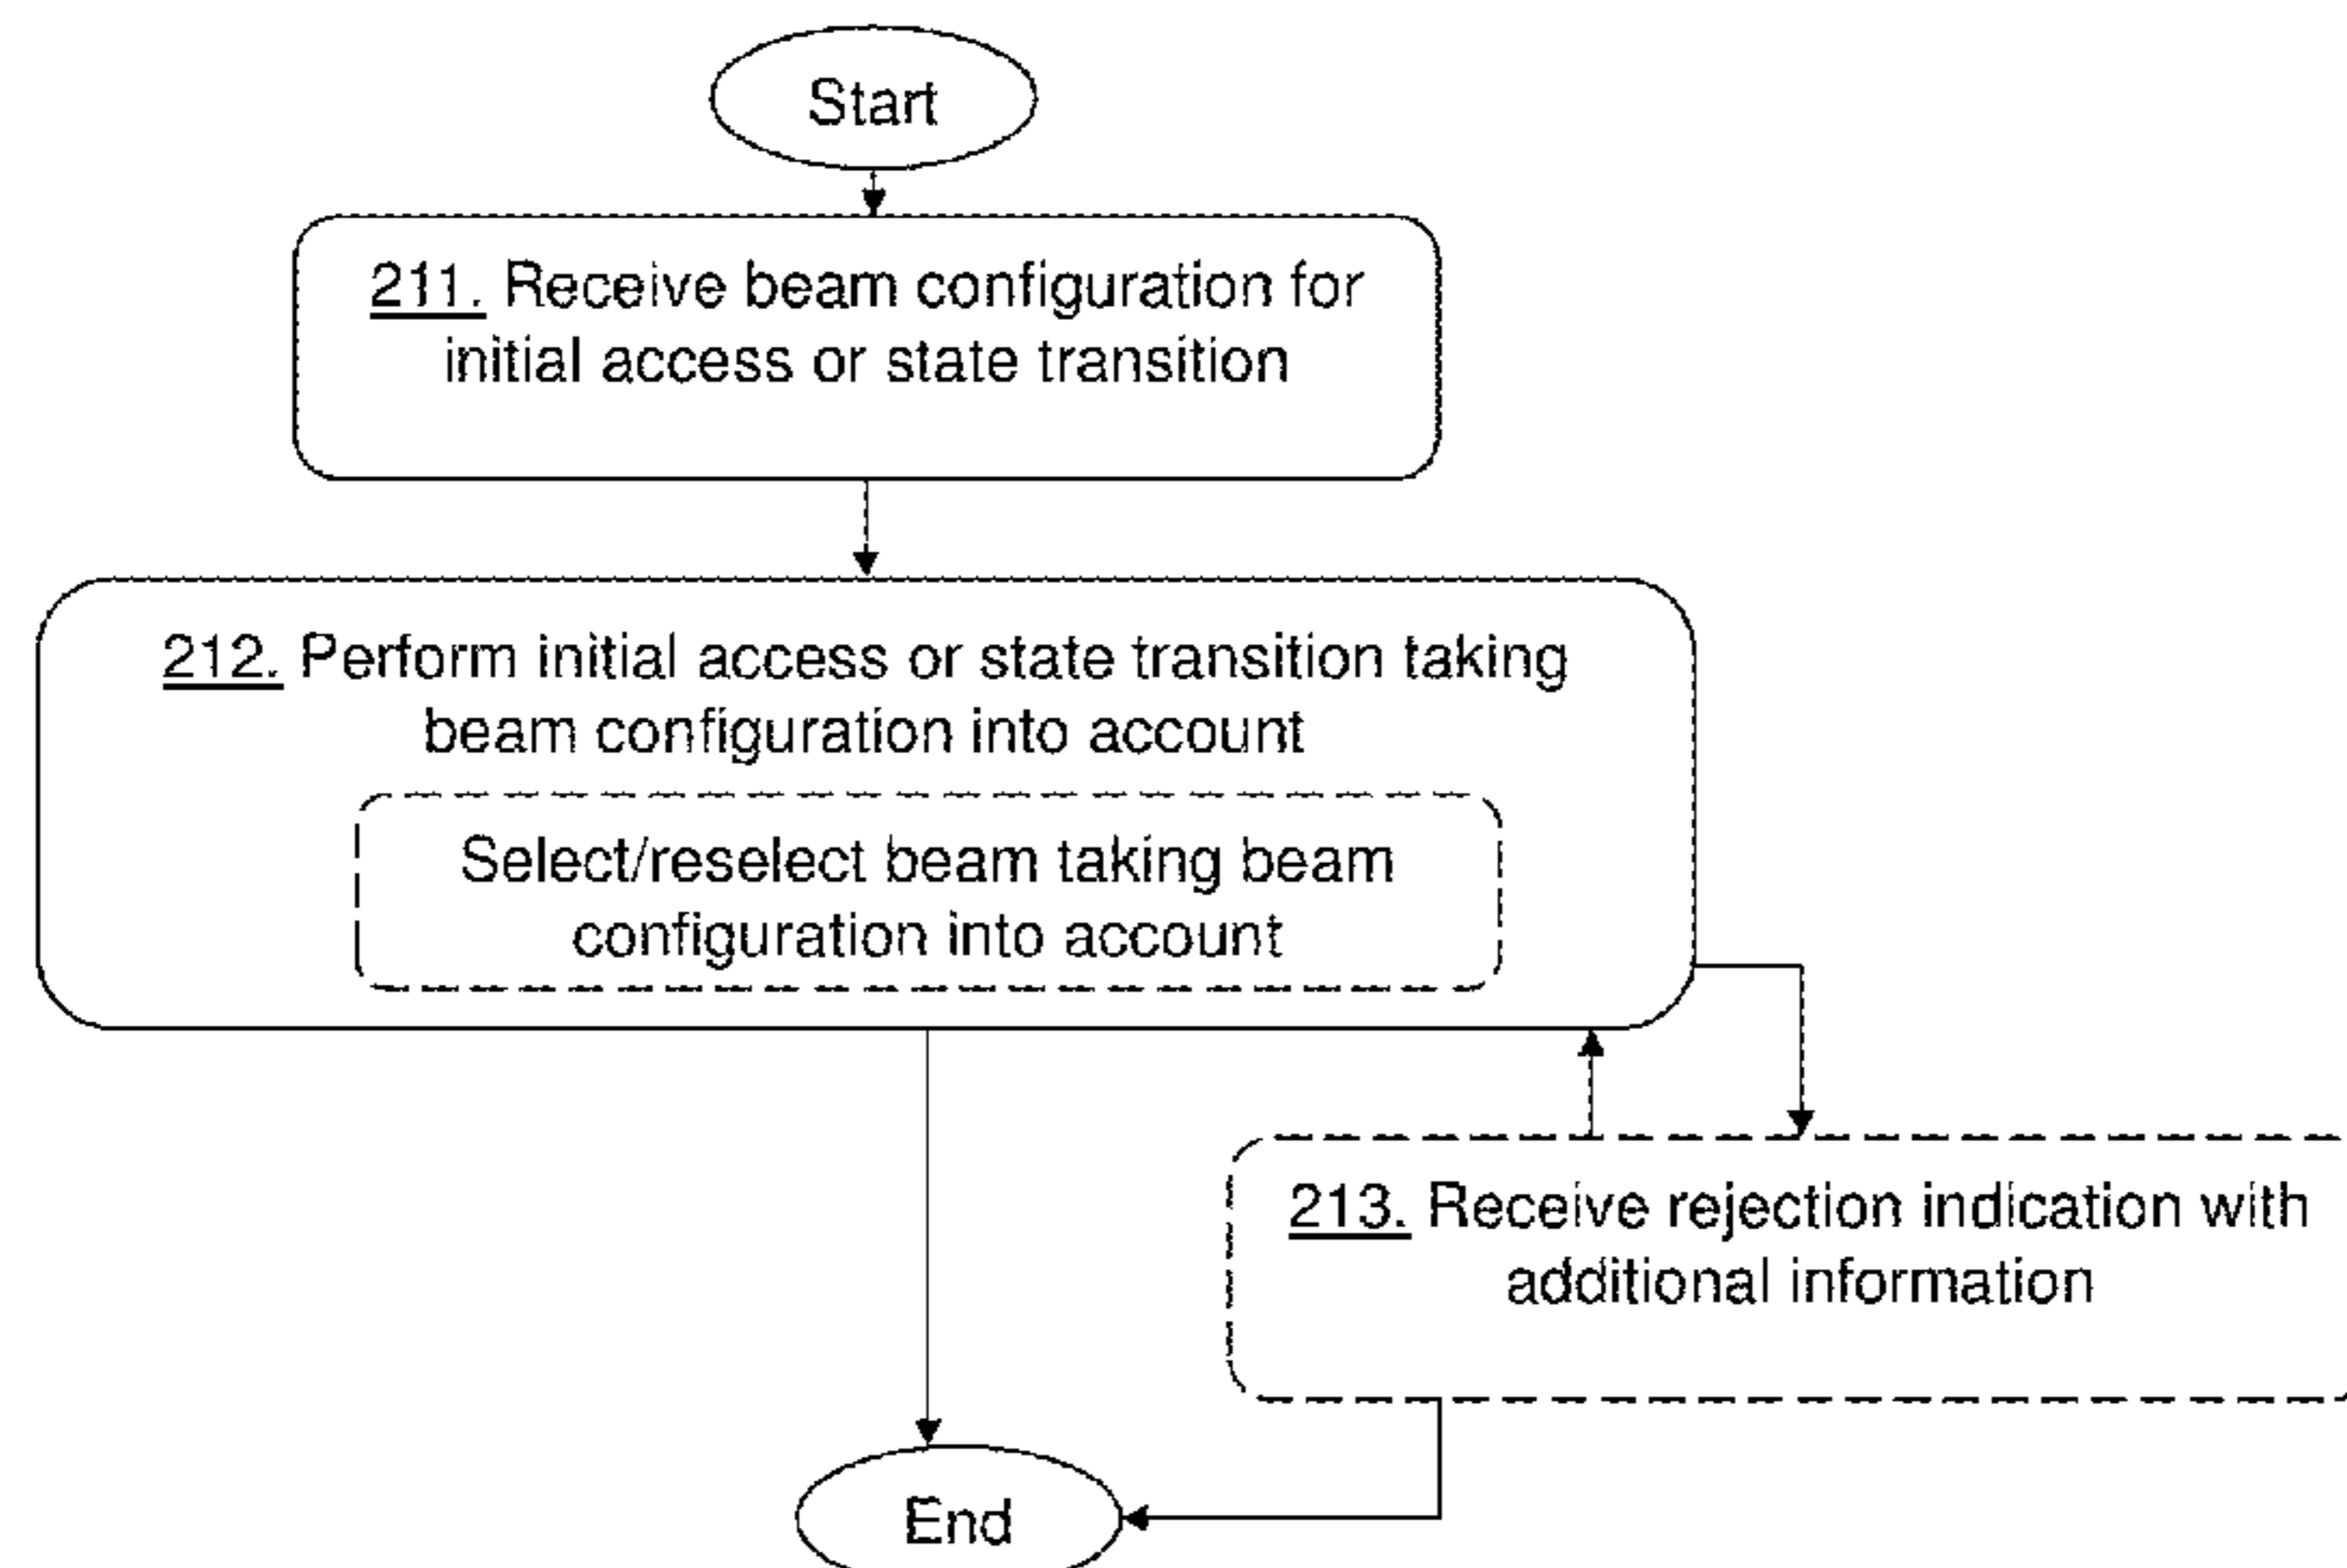 Start
211. Receive beam configuration for
initial access or state transition
212. Perform initial access or state transition taking
beam configuration into account
Select/reselect beam taking beam
configuration into account
213. Receive rejection indication with
additional information
End